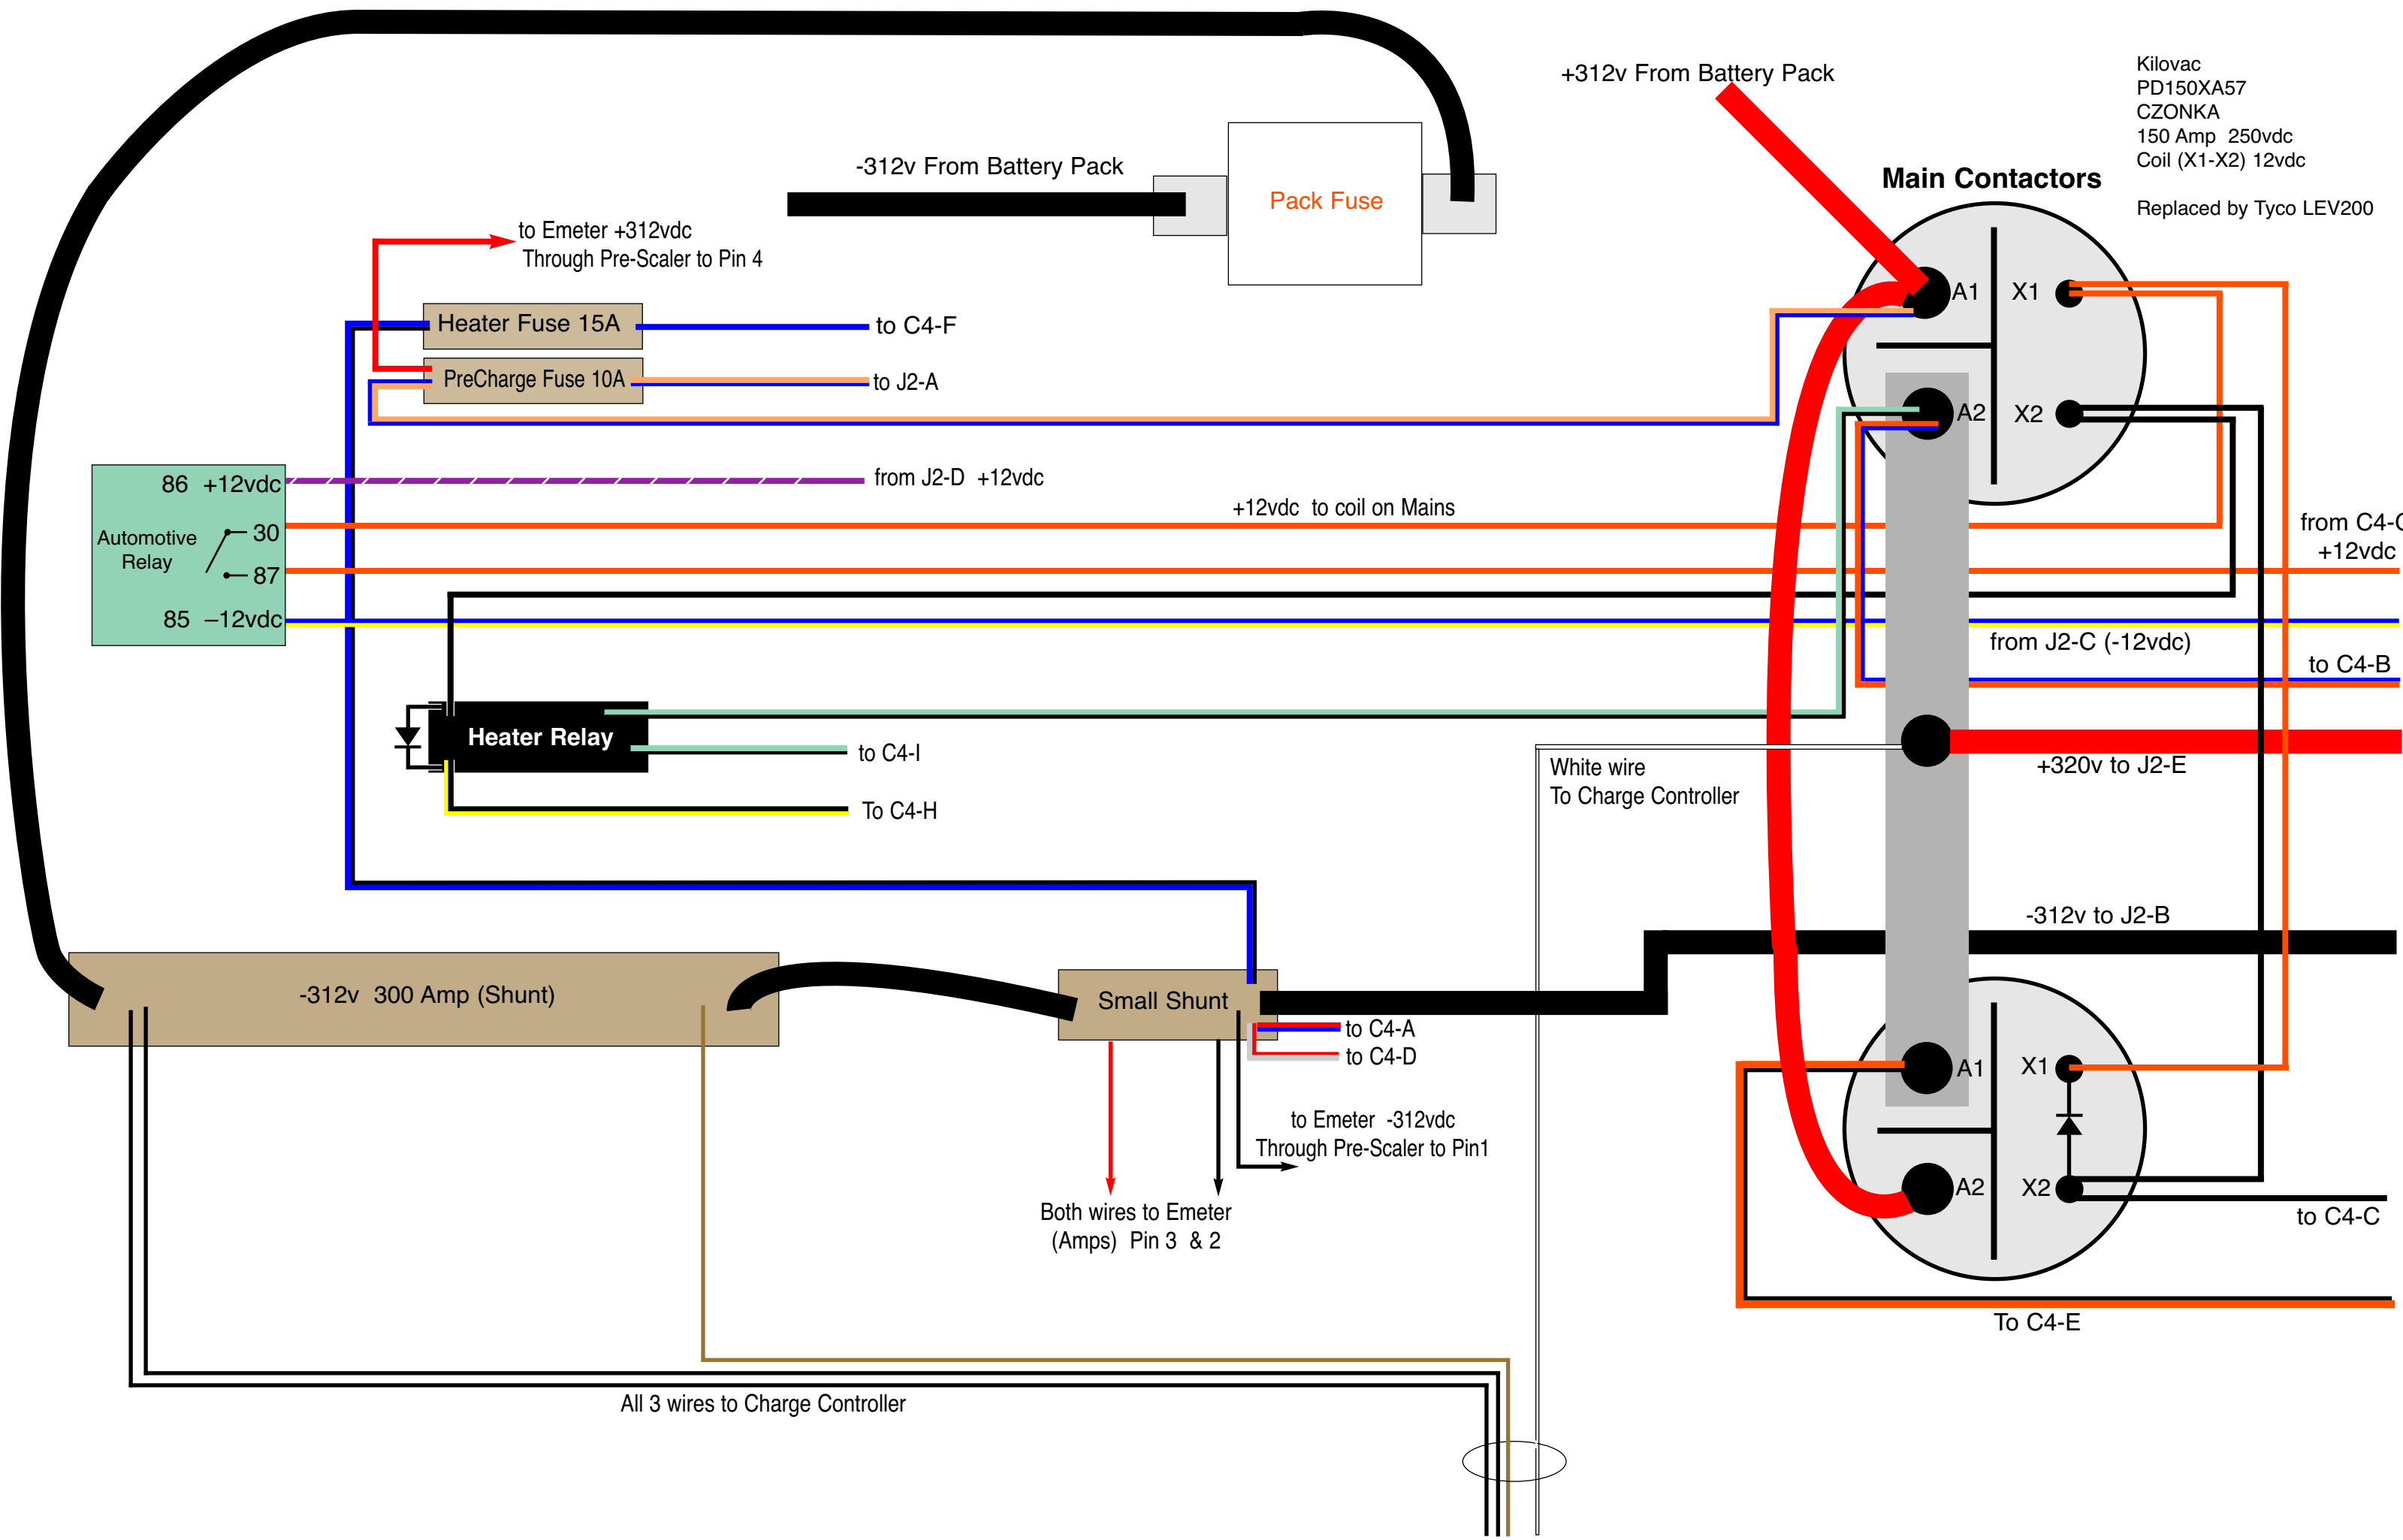 +312v From Battery Pack
Kilovac
PD150XA57
CZONKA
150 Amp 250vdc
Coil (X1-X2) 12vdc
Replaced by Tyco LEV200
Main Contactors
-312v From Battery Pack
Pack Fuse
to Emeter +312vdc
Through Pre-Scaler to Pin 4
Heater Fuse 15A
to C4-F
PreCharge Fuse 10A
to J2-A
A1
X1
A2
X2
86 +12vdc
from J2-D +12vdc
+12vdc to coil on Mains
Automotive
Relay
30
87
85 –12vdc
from C4-
+12vdc
from J2-C (-12vdc)
to C4-B
Heater Relay
to C4-I
To C4-H
White wire
To Charge Controller
+320v to J2-E
-312v to J2-B
-312v 300 Amp (Shunt)
Small Shunt
to C4-A
to C4-D
to Emeter -312vdc
Through Pre-Scaler to Pin1
Both wires to Emeter
(Amps) Pin 3 & 2
A1
X1
A2
X2
to C4-C
To C4-E
All 3 wires to Charge Controller